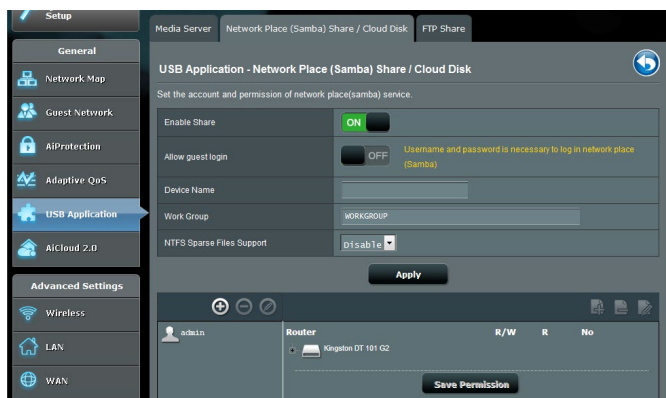 Setup
Media Server
Network Place (Samba) Share / Cloud Disk
FTP Share
General
Network Map
Guest Network
AiProtection
Adaptive QoS
USB Application
AiCloud 2.0
Advanced Settings
Wireless
LAN
WAN
USB Application - Network Place (Samba) Share / Cloud Disk
Set the account and permission of network place(samba) service.
Enable Share
ON
Allow guest login
OFF
Username and password is necessary to log in network place
(Samba)
Device Name
Work Group
WORKGROUP
NTFS Sparse Files Support
Disable
Apply
admin
Router
R/W
R
No
Kingston DT 101 G2
Save Permission